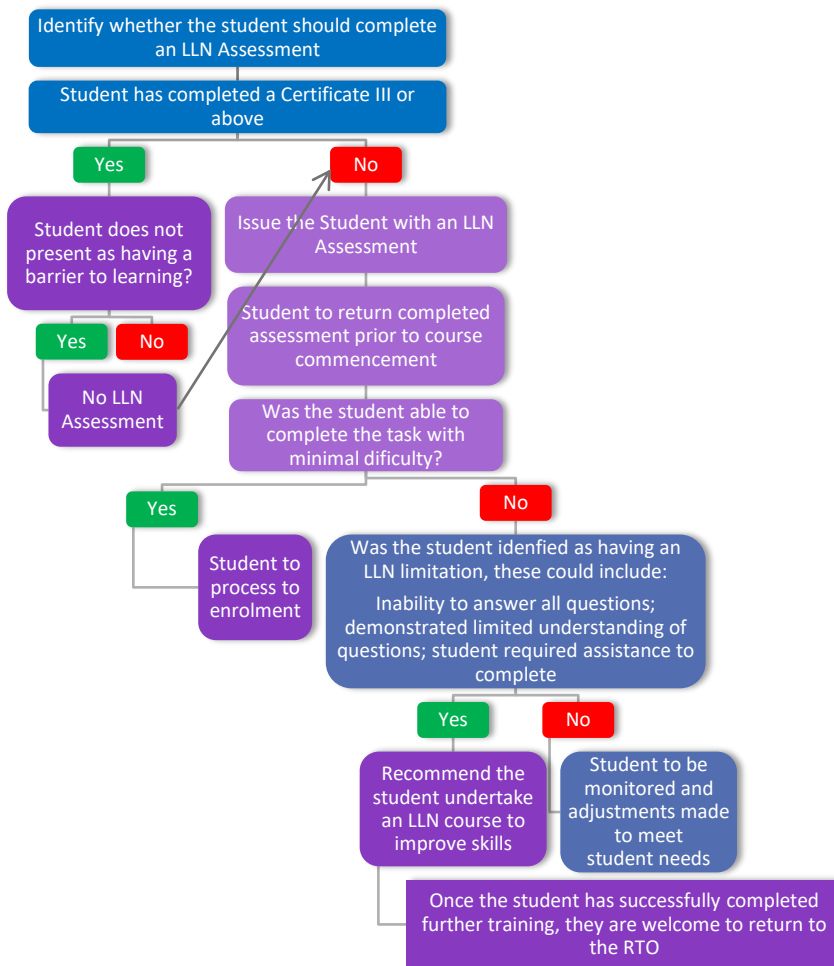 Identify whether the student should complete
an LLN Assessment
Student has completed a Certificate III or
above
Yes
No
Student does not
present as having a
barrier to learning?
Issue the Student with an LLN
Assessment
Student to return completed
assessment prior to course
commencement
Yes
No
No LLN
Assessment
Was the student able to
complete the task with
minimal dificulty?
Yes
No
Student to
process to
enrolment
Was the student idenfied as having an
LLN limitation, these could include:
Inability to answer all questions;
demonstrated limited understanding of
questions; student required assistance to
complete
Yes
No
Recommend the
student undertake
an LLN course to
improve skills
Student to be
monitored and
adjustments made
to meet
student needs
Once the student has successfully completed
further training, they are welcome to return to
the RTO